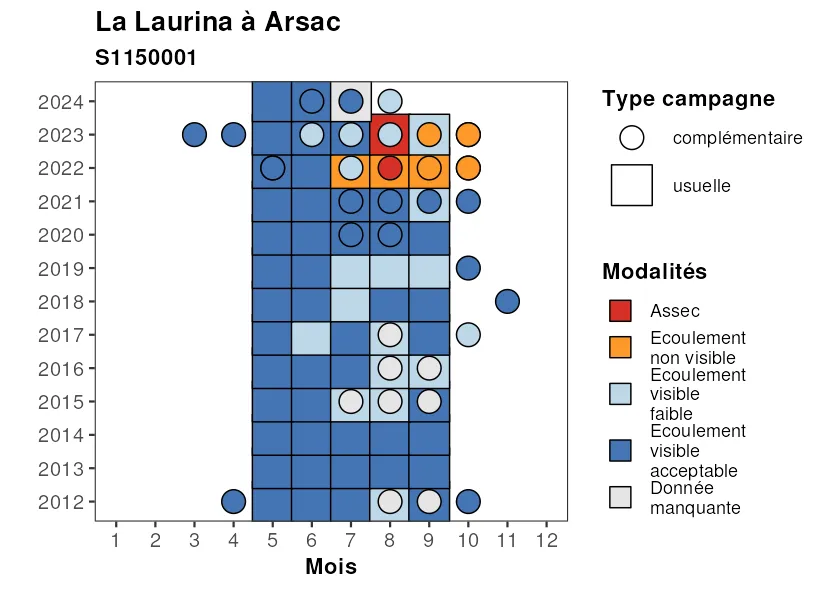 La Laurina à Arsac
S1150001
2024
2023
2022
2021
2020
2019
2018
2017
2016
2015
2014
2013
2012
1 2 3 4 5 6 7 8 9 10 11 12
Mois
Type campagne
complémentaire
usuelle
Modalités
Assec
Ecoulement
non visible
Ecoulement
visible
faible
Ecoulement
visible
acceptable
Donnée
manquante